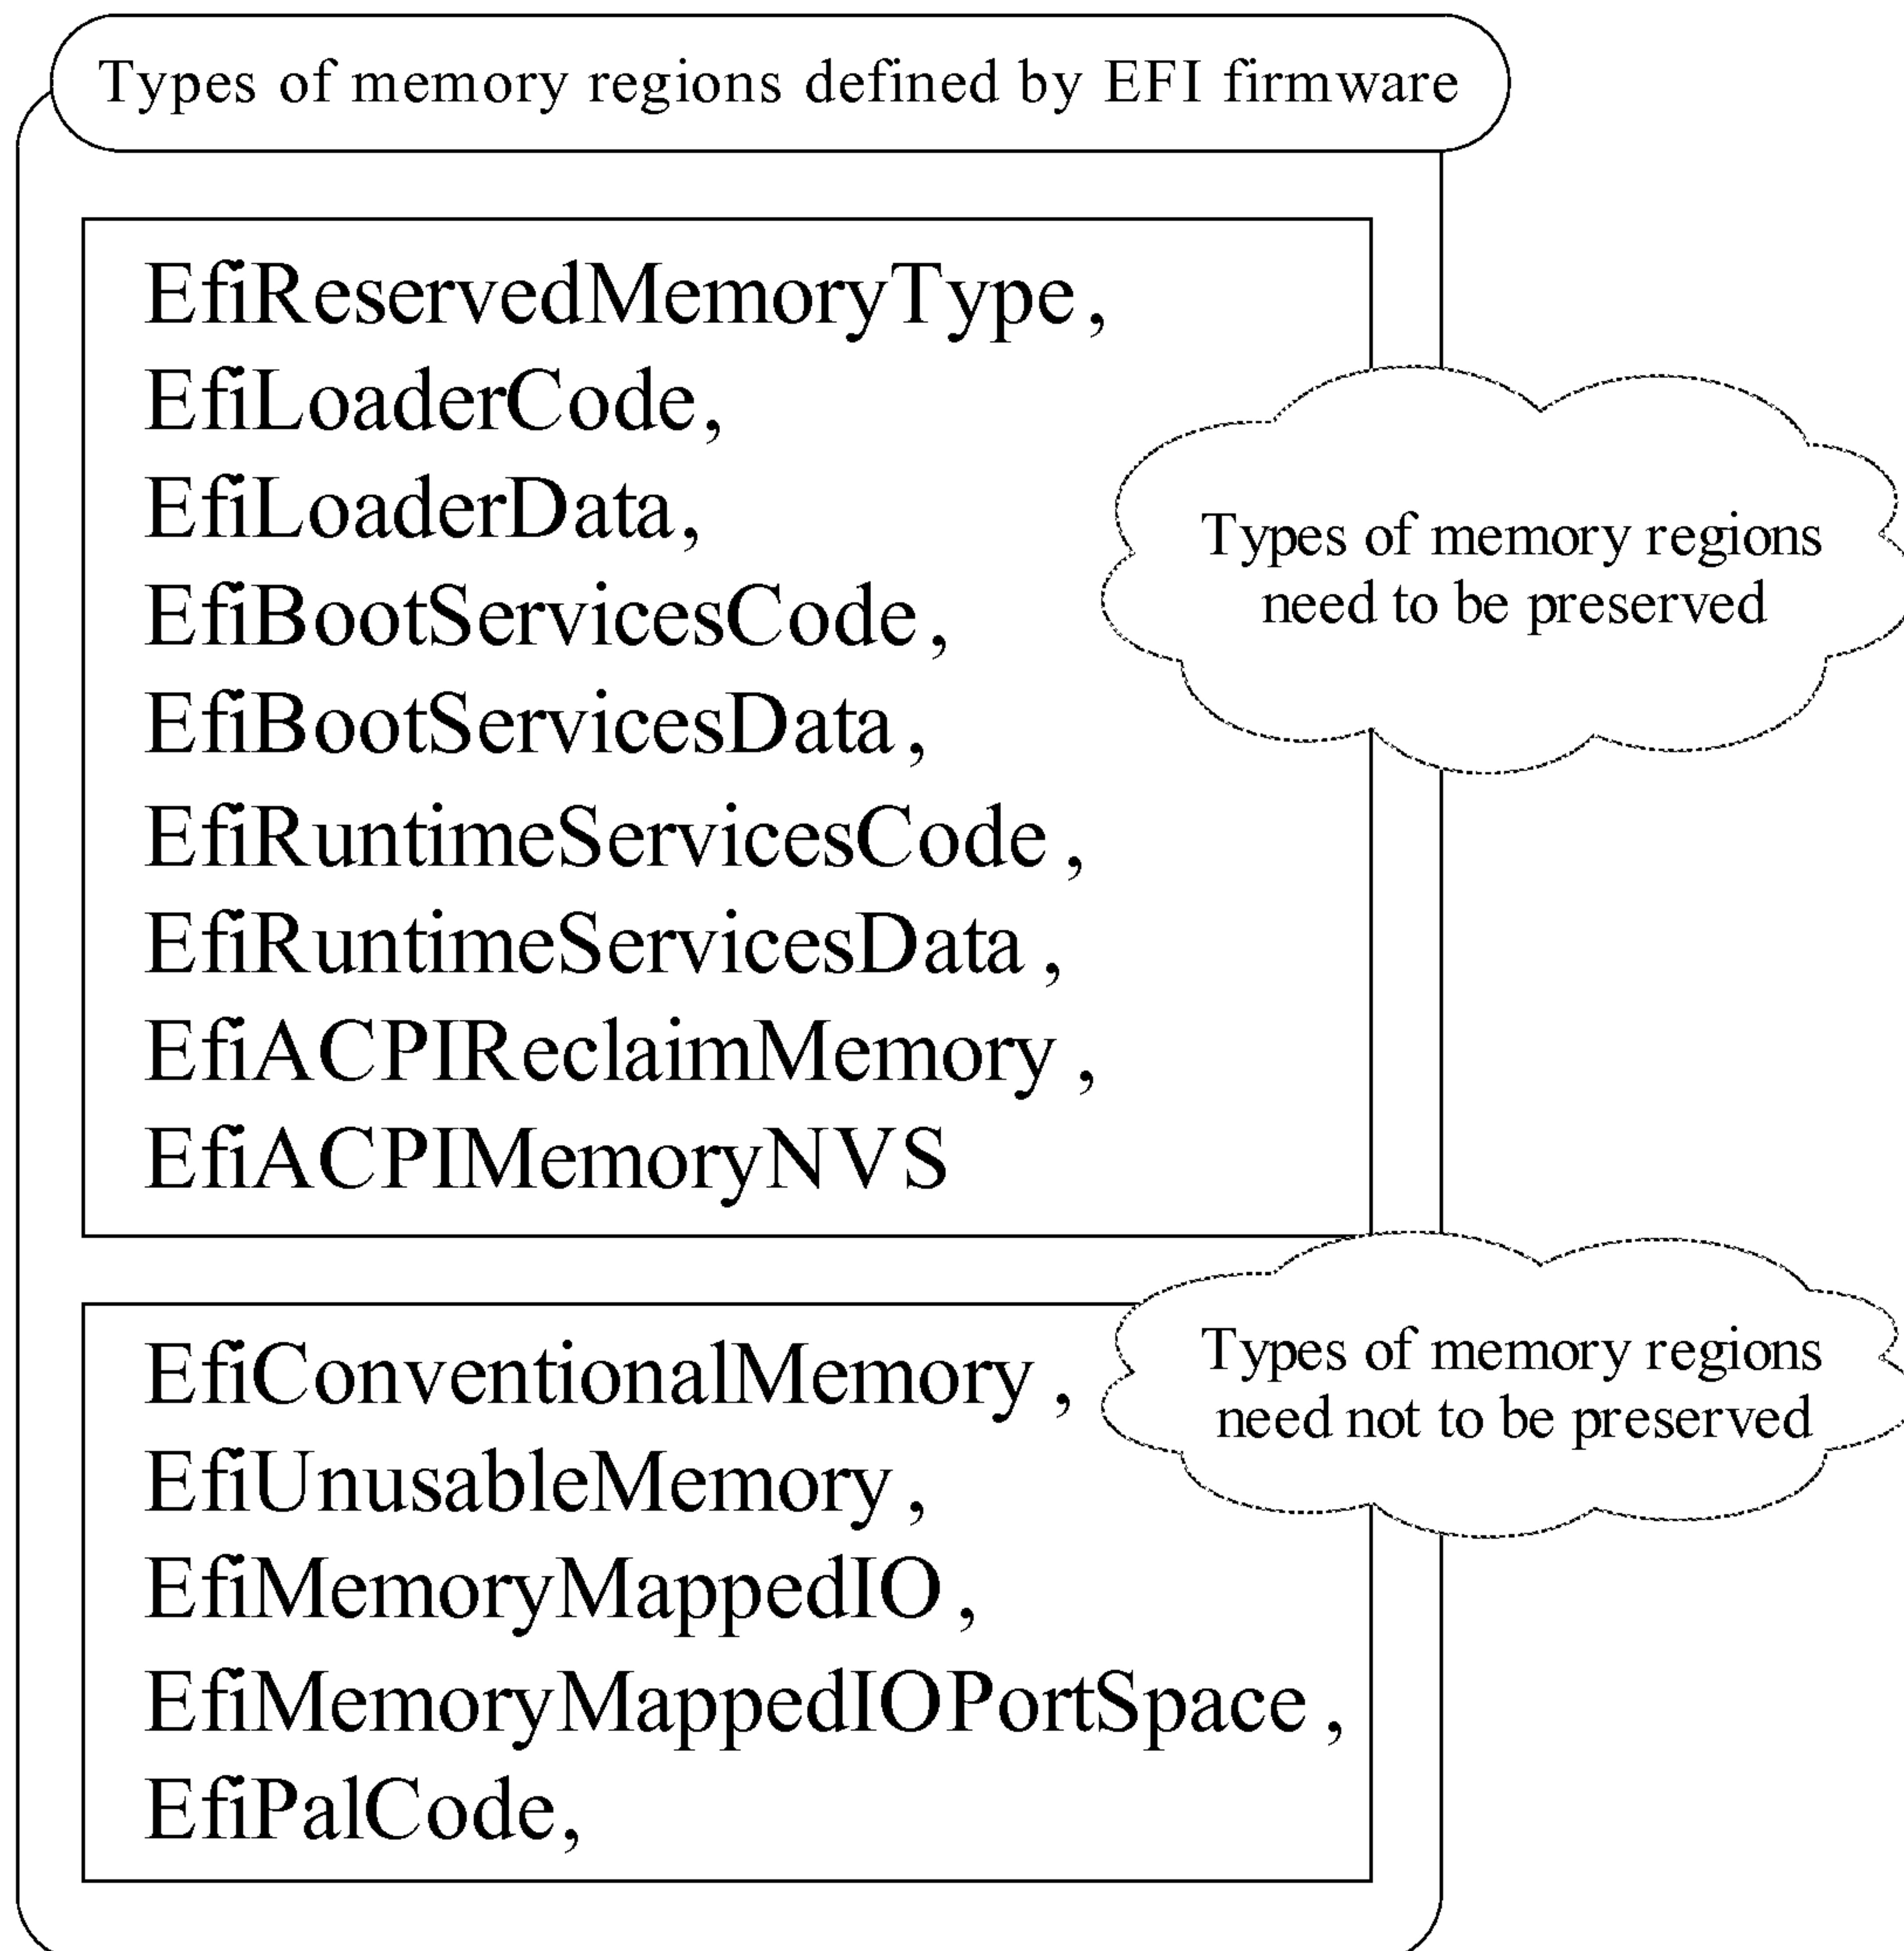 Types of memory regions defined by EFI firmware
EfiReservedMemoryType,
EfiLoaderCode,
EfiLoaderData,
EfiBootServicesCode,
EfiBootServicesData,
EfiRuntimeServicesCode,
EfiRuntimeServicesData,
EfiACPIReclaimMemory,
EfiACPIMemoryNVS
Types of memory regions
need to be preserved
EfiConventionalMemory,
EfiUnusableMemory,
EfiMemoryMappedIO,
EfiMemoryMappedIOPortSpace,
EfiPalCode,
Types of memory regions
need not to be preserved